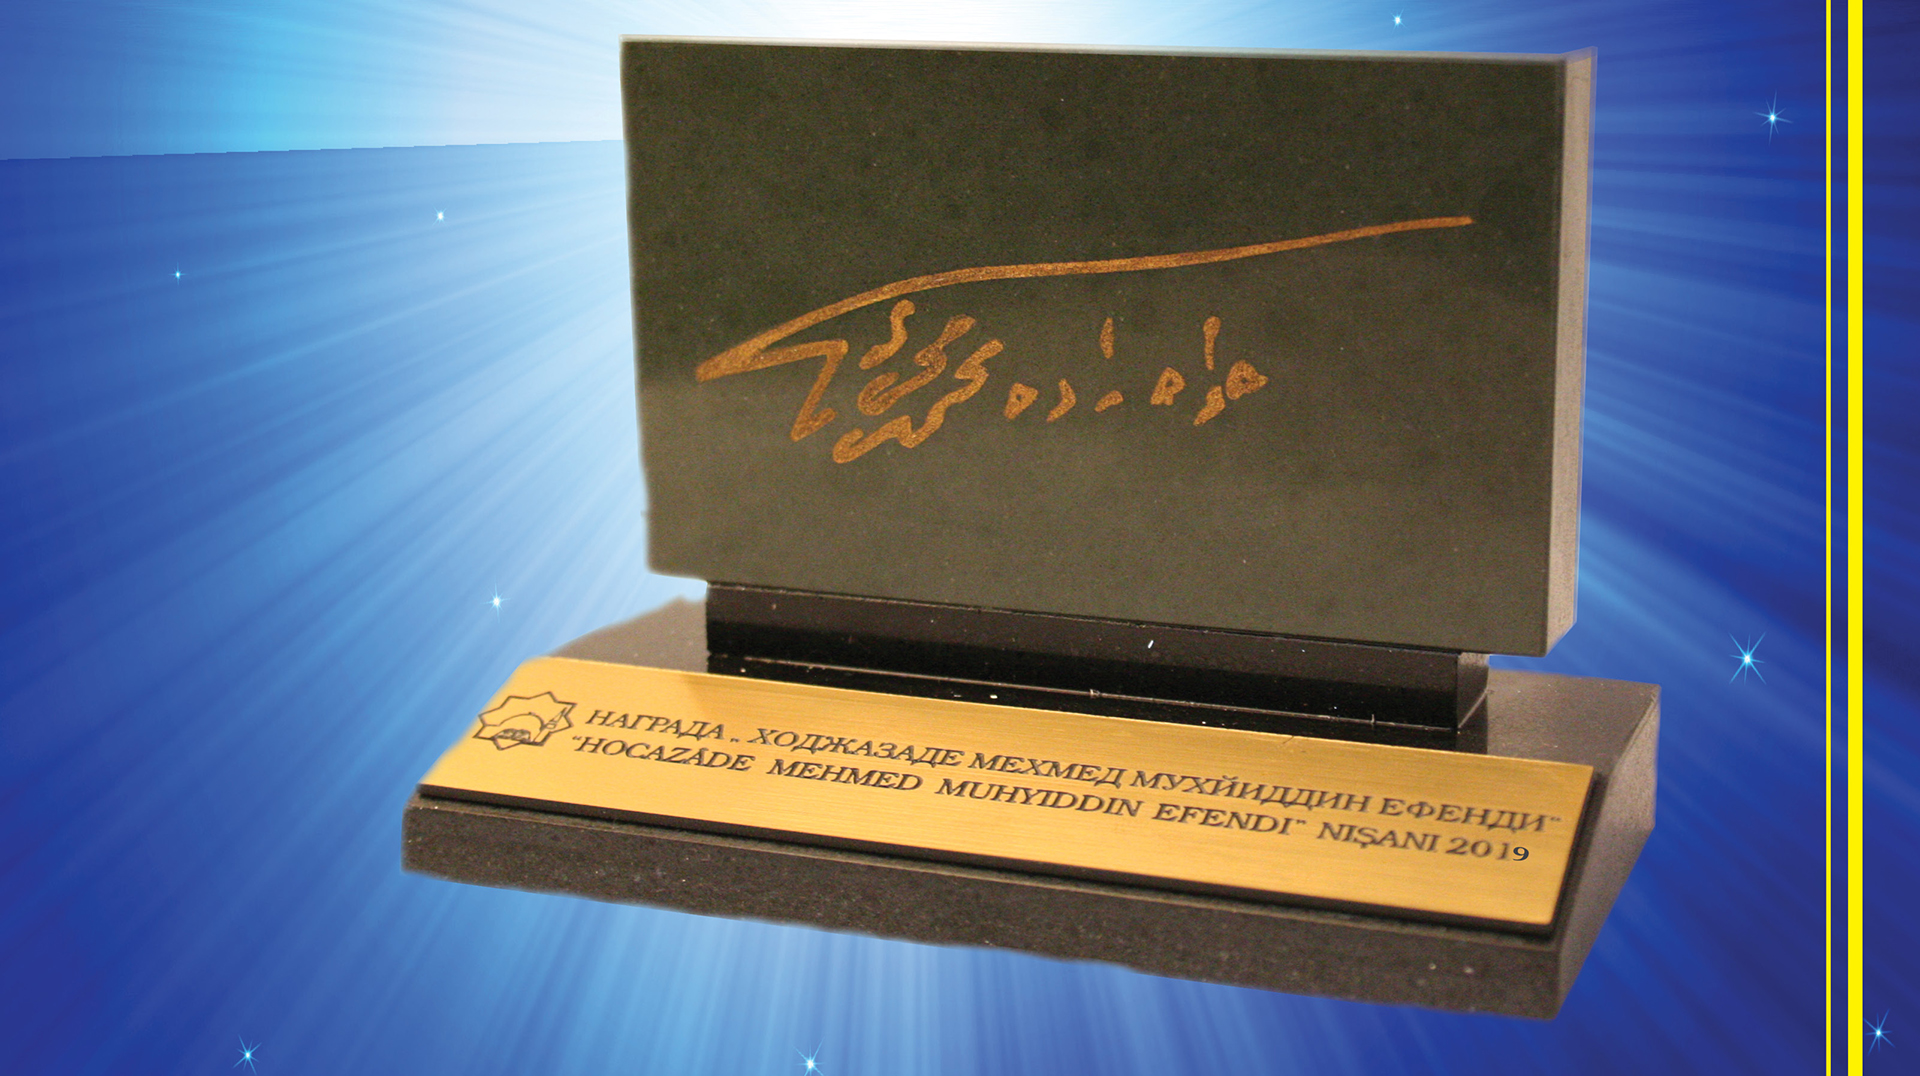 НАГРАДА „ ХОДЖАЗАДЕ МЕХМЕД МУХЙИДДИН ЕФЕНДИ“
“HOCAZÂDE MEHMED MUHYIDDIN EFENDI” NIŞANI 2019